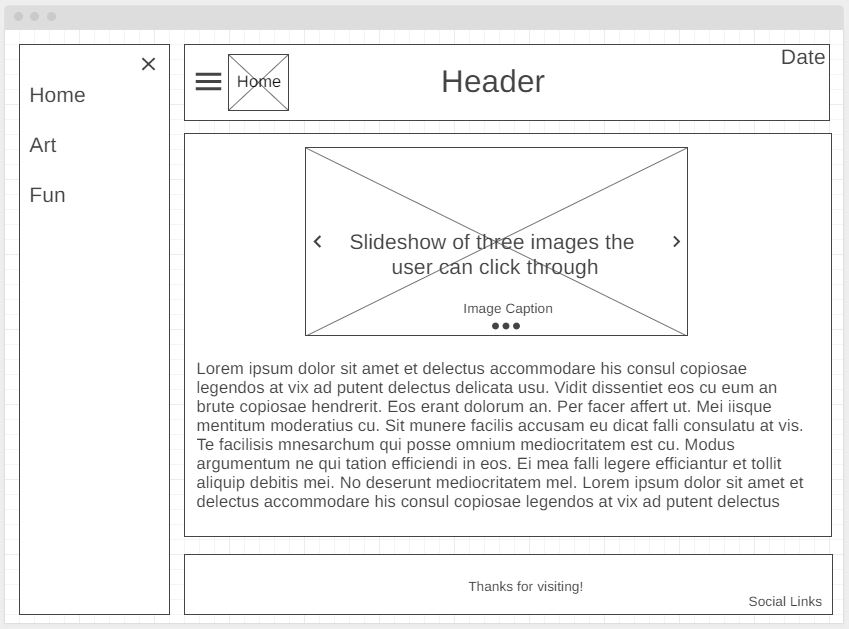 Home
Art
Fun
Home
Header
Date
Slideshow of three images the
user can click through
Image Caption
Lorem ipsum dolor sit amet et delectus accommodare his consul copiosae
legendos at vix ad putent delectus delicata usu. Vidit dissentiet eos cu eum an
brute copiosae hendrerit. Eos erant dolorum an. Per facer affert ut. Mei iisque
mentitum moderatius cu. Sit munere facilis accusam eu dicat falli consulatu at vis.
Te facilisis mnesarchum qui posse omnium mediocritatem est cu. Modus
argumentum ne qui tation efficiendi in eos. Ei mea falli legere efficiantur et tollit
aliquip debitis mei. No deserunt mediocritatem mel. Lorem ipsum dolor sit amet et
delectus accommodare his consul copiosae legendos at vix ad putent delectus
Thanks for visiting!
Social Links